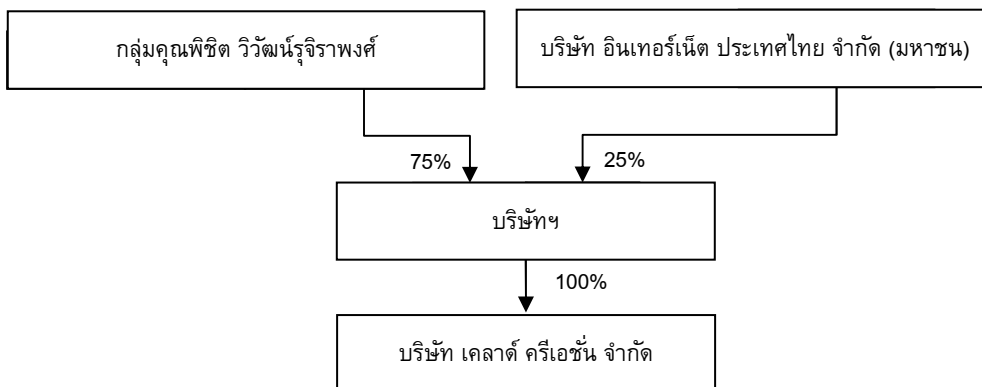 กลุ่มคุณพิชิต วิวัฒน์รุจิราพงศ์
บริษัท อินเทอร์เน็ต ประเทศไทย จำกัด (มหาชน)
75%
25%
บริษัทฯ
100%
บริษัท เคลาด์ ครีเอชั่น จำกัด